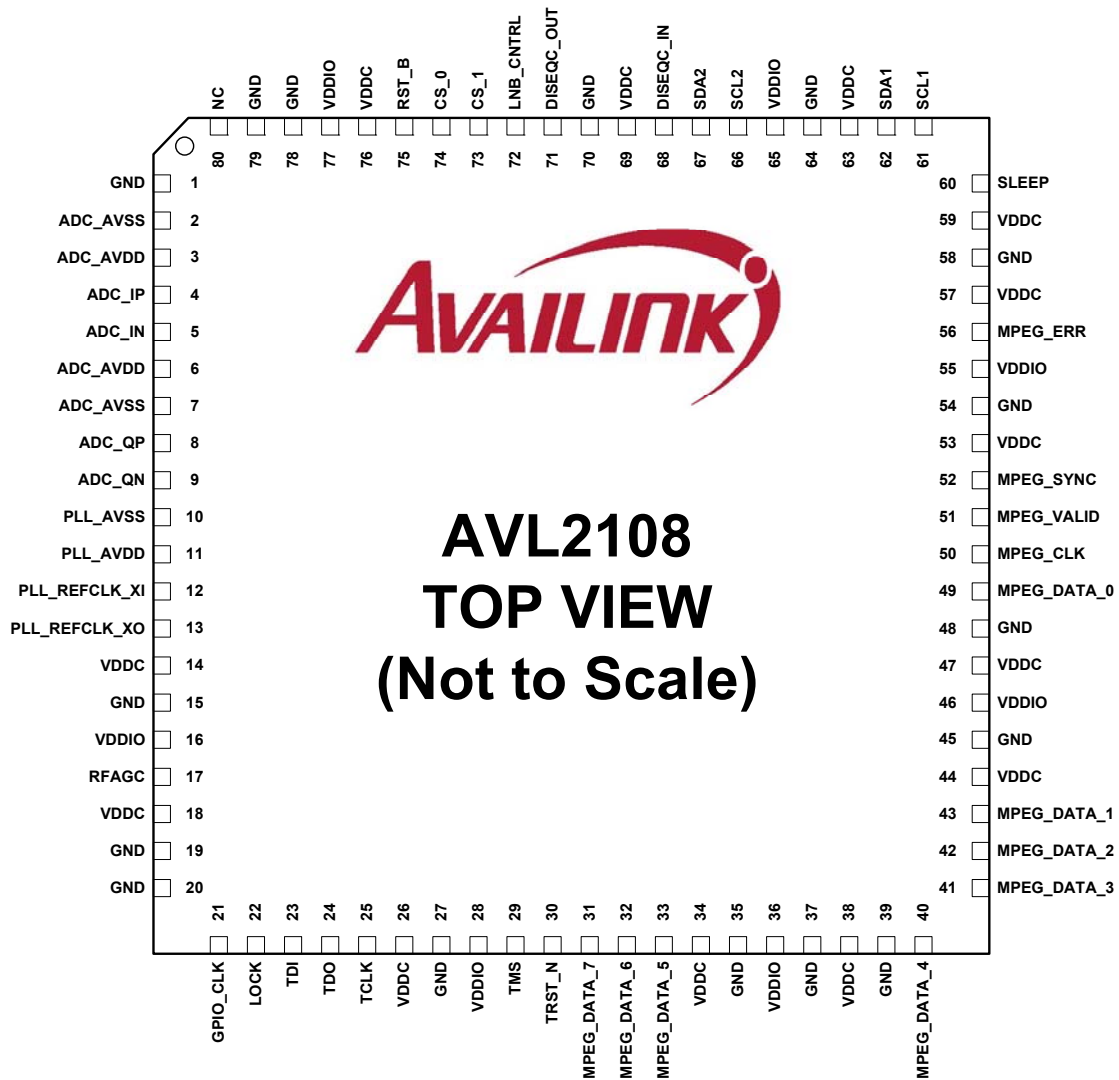 NC
GND
GND
VDDIO
VDDC
RST_B
CS_0
CS_1
LNB_CNTRL
DISEQC_OUT
GND
VDDC
DISEQC_IN
SDA2
SCL2
VDDIO
GND
VDDC
SDA1
SCL1
80
79
78
77
76
75
74
73
72
71
70
69
68
67
66
65
64
63
62
61
GND 1
ADC_AVSS 2
ADC_AVDD 3
ADC_IP 4
ADC_IN 5
ADC_AVDD 6
ADC_AVSS 7
ADC_QP 8
ADC_QN 9
PLL_AVSS 10
PLL_AVDD 11
PLL_REFCLK_XI 12
PLL_REFCLK_XO 13
VDDC 14
GND 15
VDDIO 16
RFAGC 17
VDDC 18
GND 19
GND 20
AVAILINK
AVL2108
TOP VIEW
(Not to Scale)
60 SLEEP
59 VDDC
58 GND
57 VDDC
56 MPEG_ERR
55 VDDIO
54 GND
53 VDDC
52 MPEG_SYNC
51 MPEG_VALID
50 MPEG_CLK
49 MPEG_DATA_0
48 GND
47 VDDC
46 VDDIO
45 GND
44 VDDC
43 MPEG_DATA_1
42 MPEG_DATA_2
41 MPEG_DATA_3
21
22
23
24
25
26
27
28
29
30
31
32
33
34
35
36
37
38
39
40
GPIO_CLK
LOCK
TDI
TDO
TCLK
VDDC
GND
VDDIO
TMS
TRST_N
MPEG_DATA_7
MPEG_DATA_6
MPEG_DATA_5
VDDC
GND
VDDIO
GND
VDDC
GND
MPEG_DATA_4